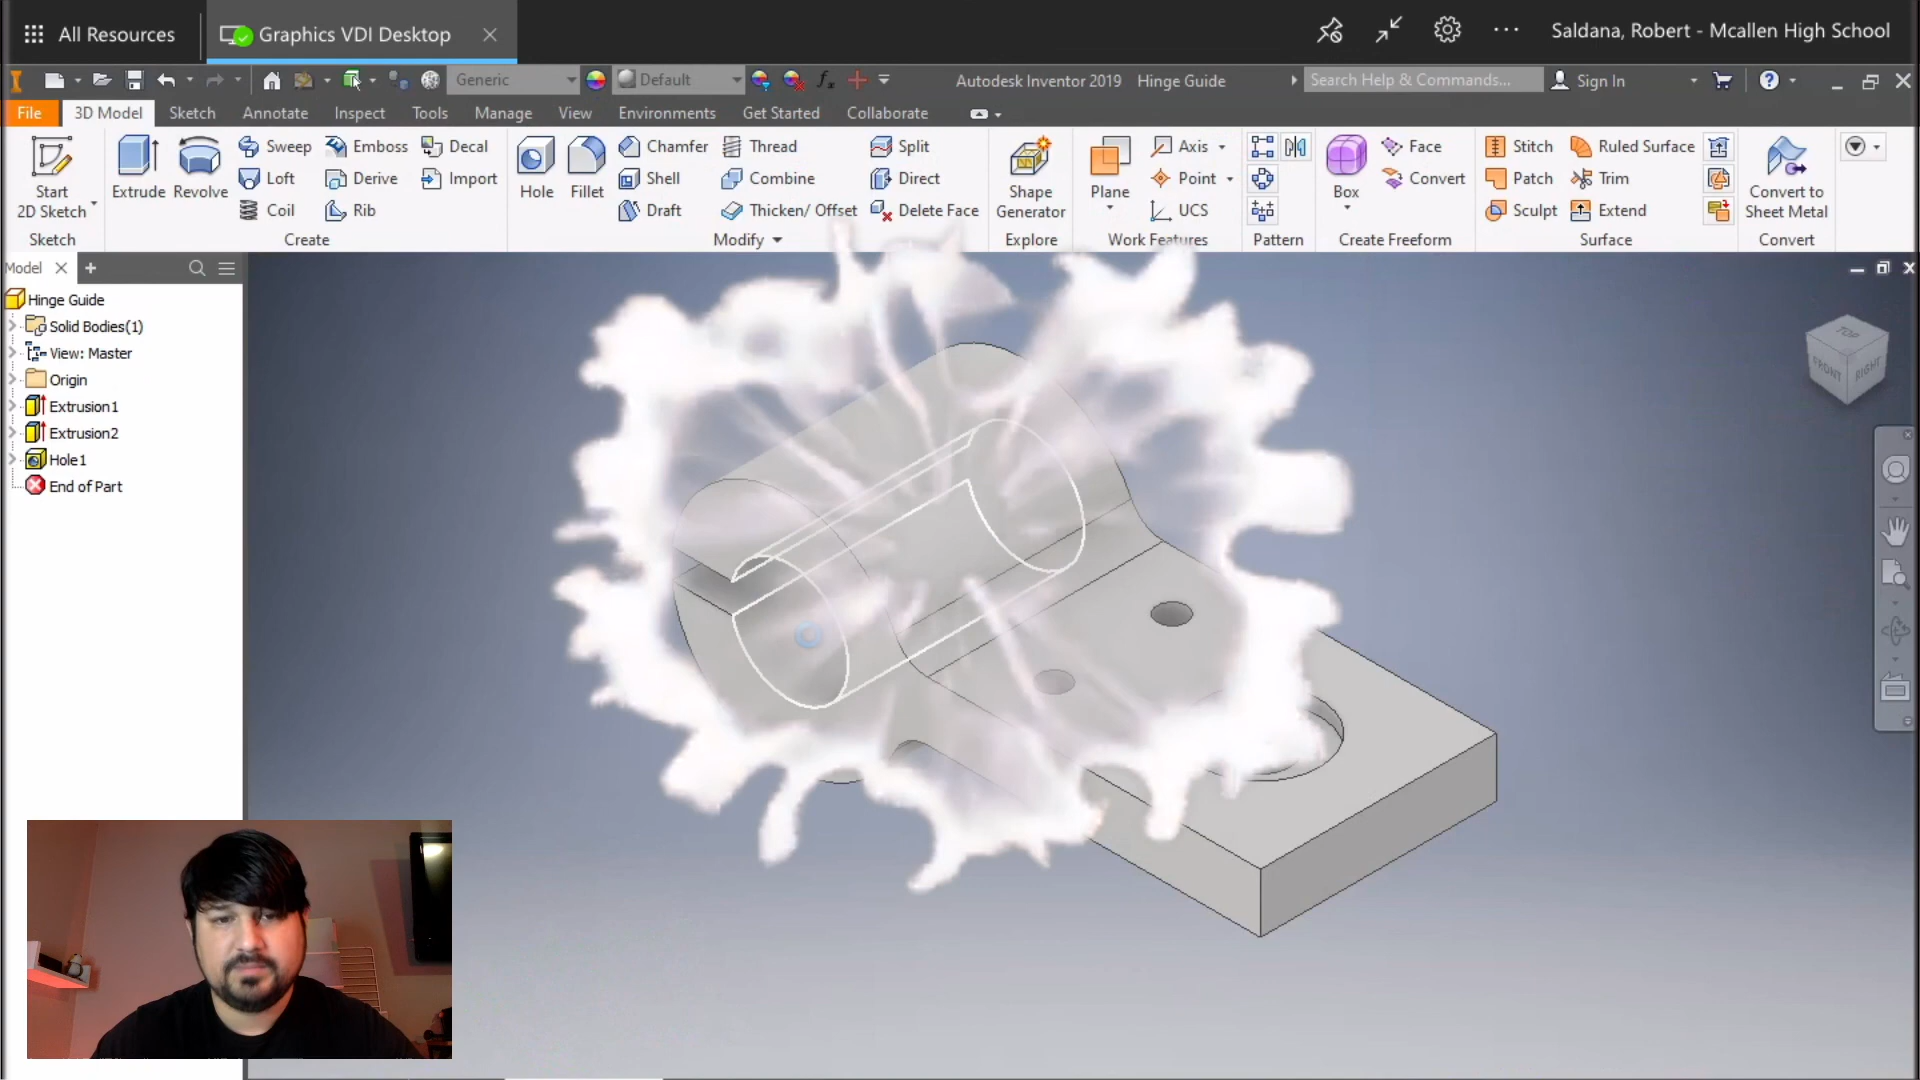 All Resources
Graphics VDI Desktop
Saldana, Robert - Mcallen High School
Generic
Default
Autodesk Inventor 2019 Hinge Guide
Search Help & Commands...
Sign In
File 3D Model Sketch Annotate Inspect Tools Manage View Environments Get Started Collaborate
Start
2D Sketch
Sketch
Extrude
Revolve
Sweep
Loft
Coil
Emboss
Derive
Rib
Decal
Import
Create
Hole
Fillet
Chamfer
Shell
Draft
Thread
Combine
Thicken/ Offset
Split
Direct
Delete Face
Modify
Shape
Generator
Explore
Plane
Axis
Point
UCS
Work Features
Pattern
Box
Face
Convert
Create Freeform
Stitch
Patch
Sculpt
Ruled Surface
Trim
Extend
Surface
Convert to
Sheet Metal
Convert
Model
Hinge Guide
Solid Bodies(1)
View: Master
Origin
Extrusion1
Extrusion2
Hole1
End of Part
TOP
FRONT
RIGHT